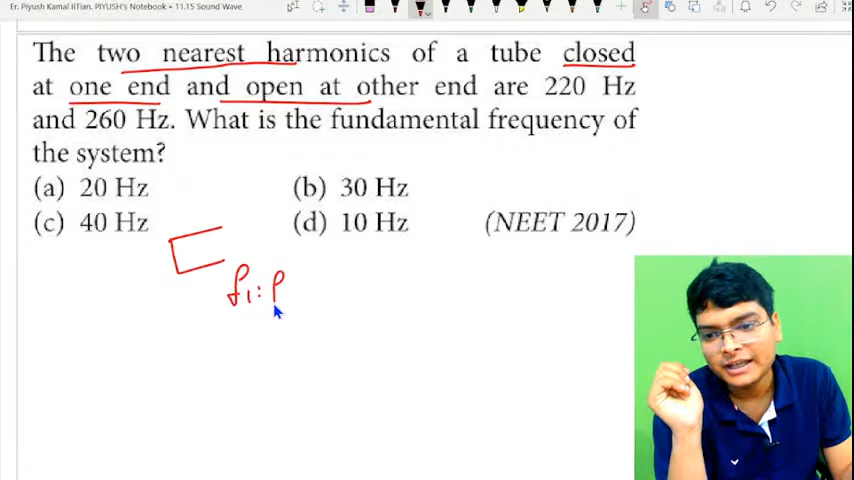 Er. Piyush Kamal IITian. PIYUSH's Notebook » 11.15 Sound Wave
The two nearest harmonics of a tube closed
at one end and open at other end are 220 Hz
and 260 Hz. What is the fundamental frequency of
the system?
(a) 20 Hz (b) 30 Hz
(c) 40 Hz (d) 10 Hz (NEET 2017)
f1: